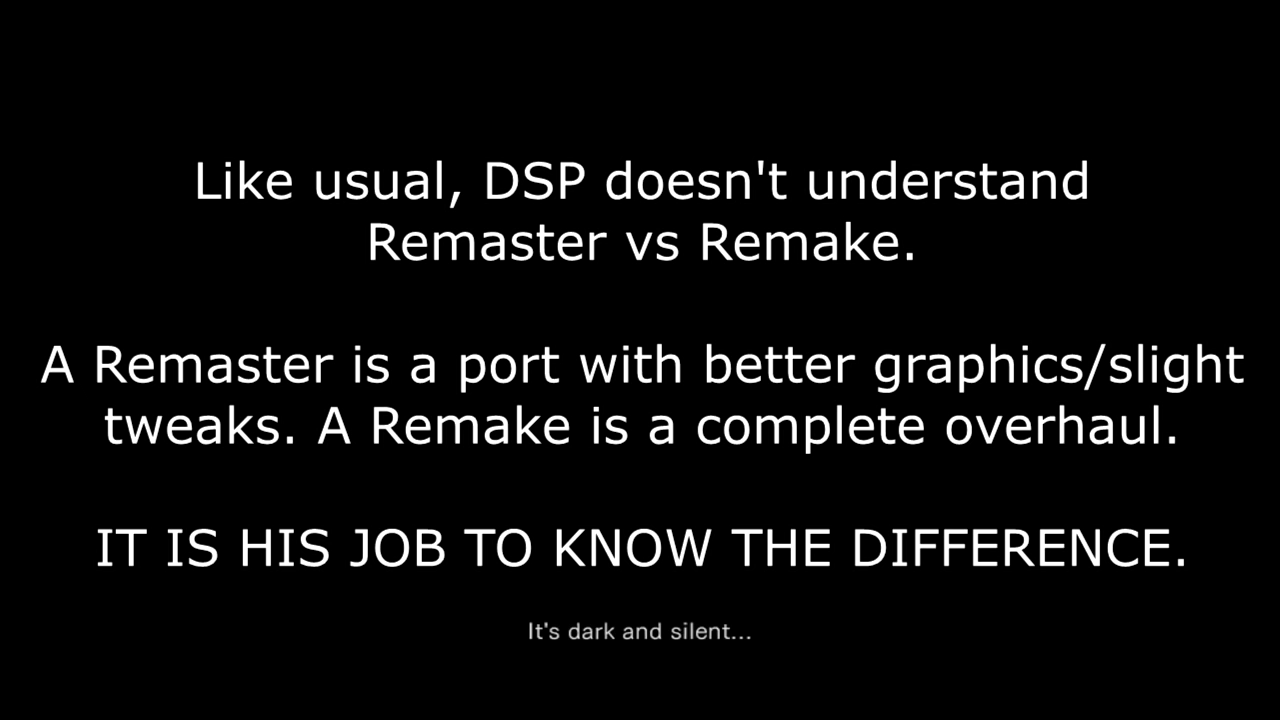 Like usual, DSP doesn't understand
Remaster vs Remake.
A Remaster is a port with better graphics/slight
tweaks. A Remake is a complete overhaul.
IT IS HIS JOB TO KNOW THE DIFFERENCE.
It's dark and silent...